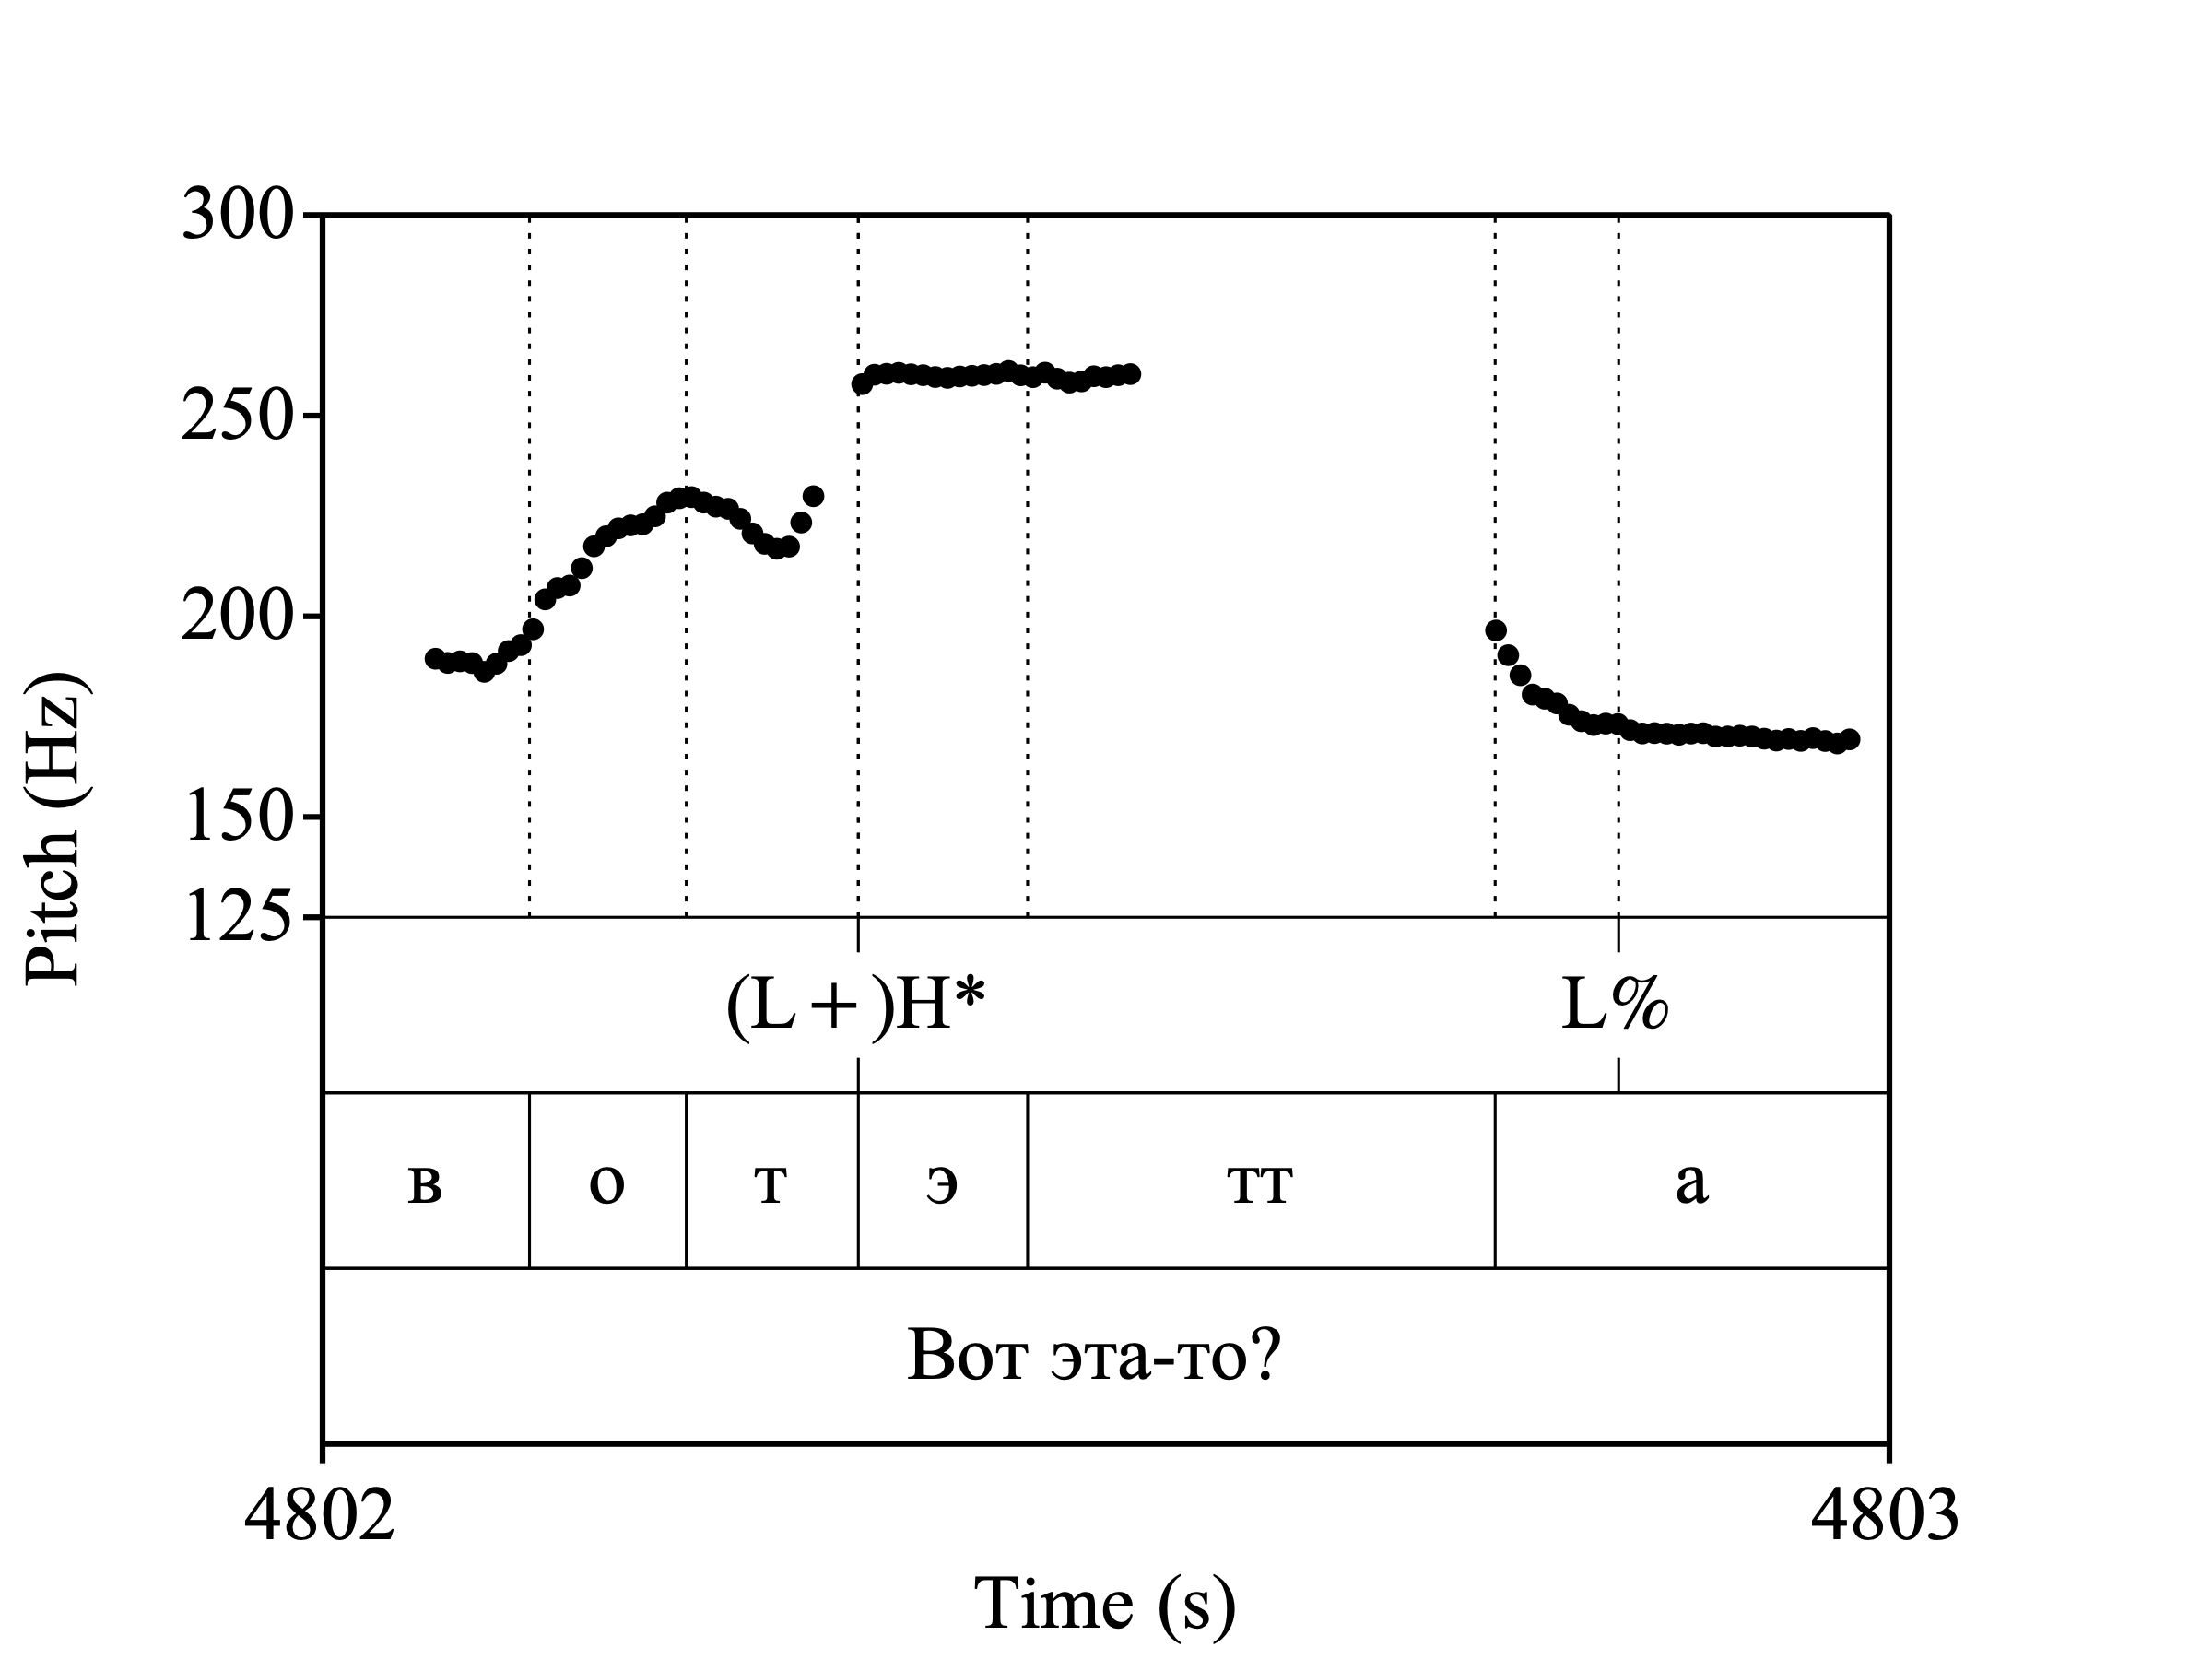 300
250
200
150
125
Pitch (Hz)
(L+)H* L%
в о т э тт а
Вот эта-то?
4802 4803
Time (s)